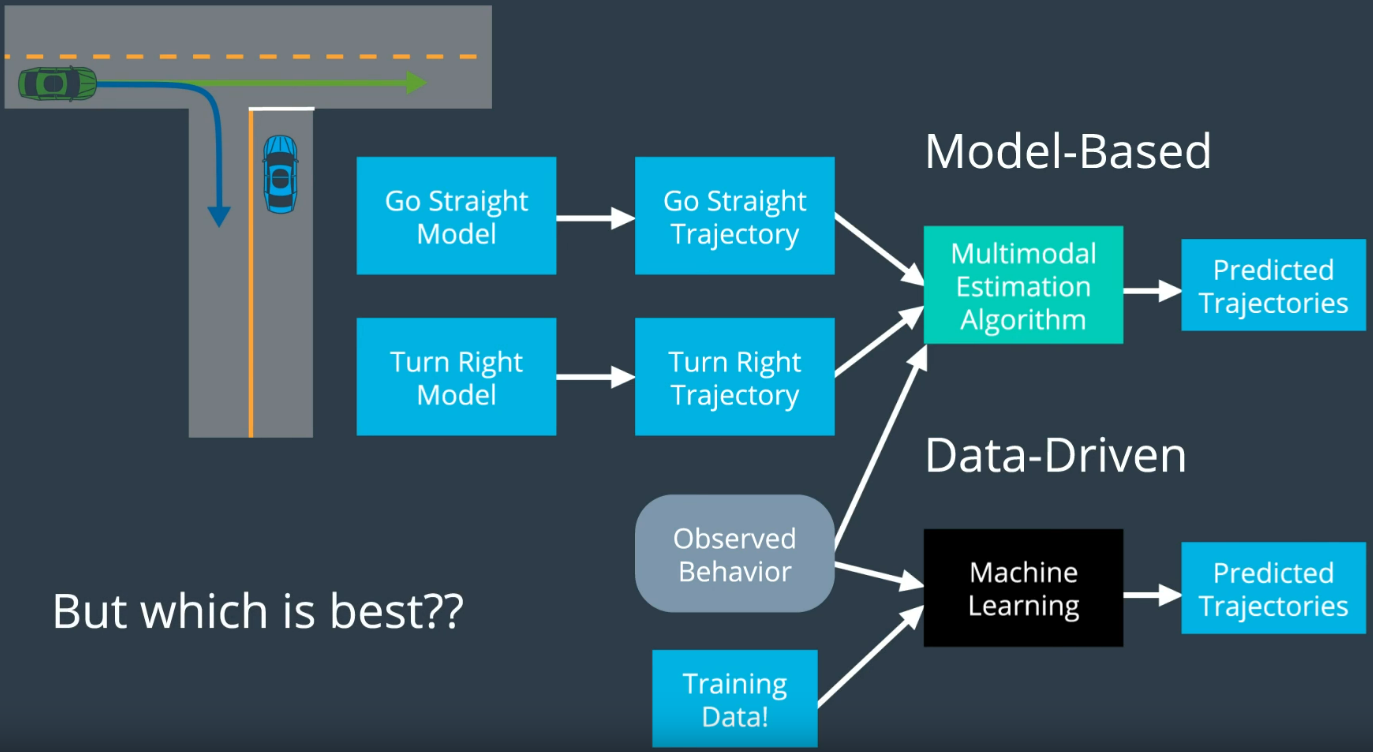 Model-Based
Go Straight
Model
Go Straight
Trajectory
Multimodal
Estimation
Algorithm
Predicted
Trajectories
Turn Right
Model
Turn Right
Trajectory
Data-Driven
Observed
Behavior
Machine
Learning
Predicted
Trajectories
But which is best??
Training
Data!